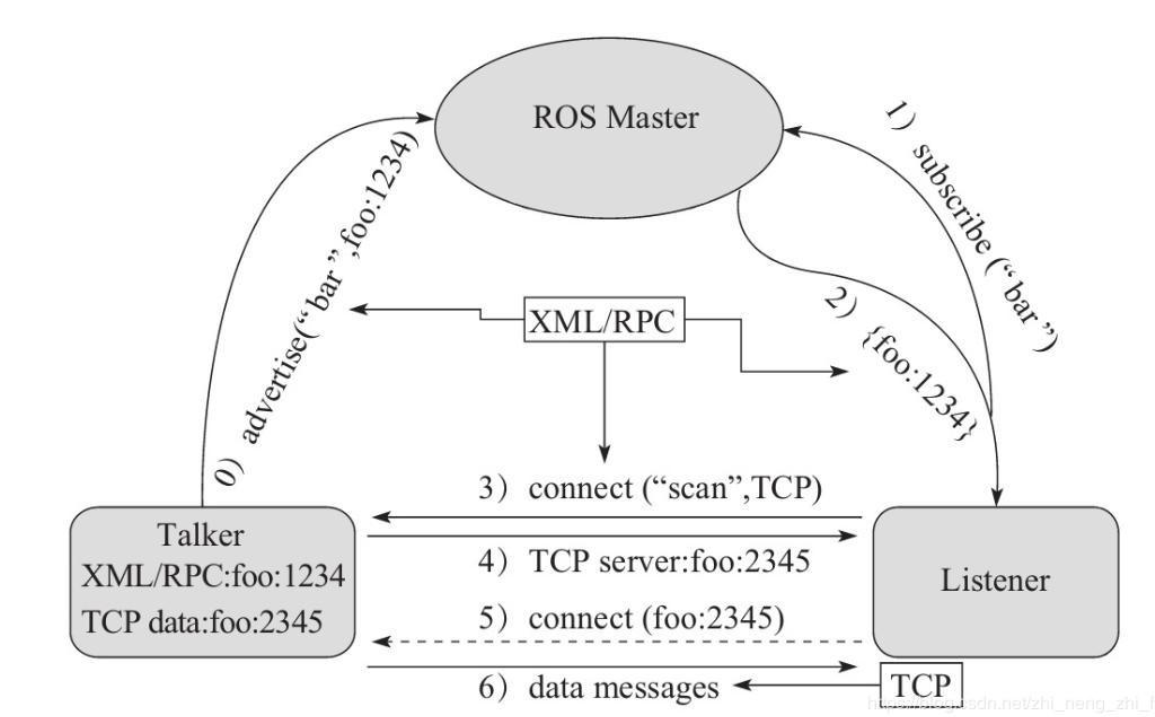 ROS Master
0) advertise(“bar”,foo:1234)
1) subscribe (“bar”)
2) {foo:1234}
XML/RPC
3) connect (“scan”,TCP)
4) TCP server:foo:2345
5) connect (foo:2345)
6) data messages
TCP
Talker
XML/RPC:foo:1234
TCP data:foo:2345
Listener